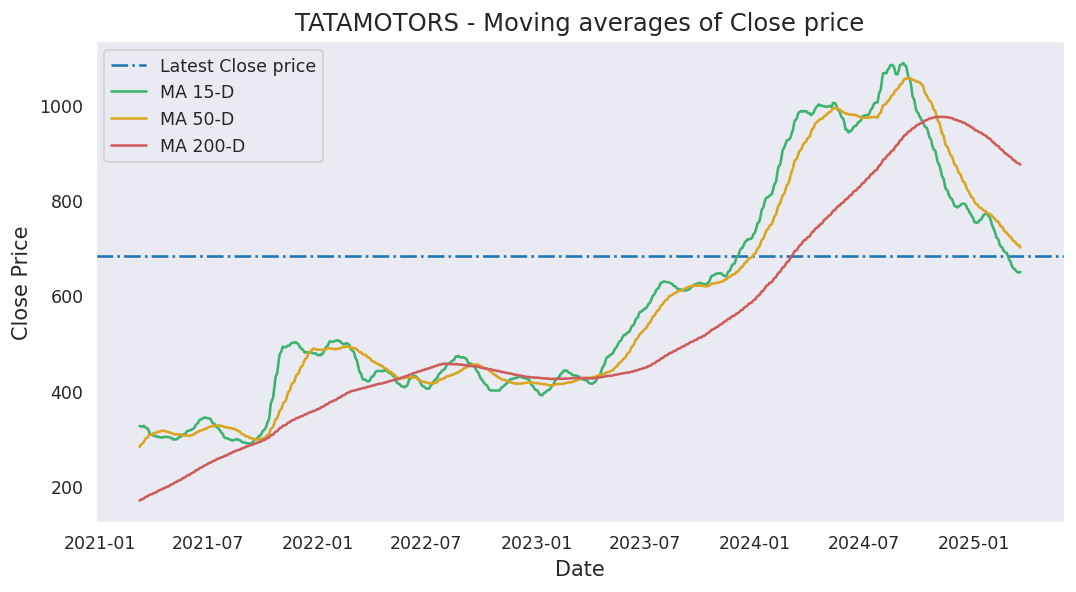 TATAMOTORS - Moving averages of Close price
Latest Close price
MA 15-D
MA 50-D
MA 200-D
Close Price
1000
800
600
400
200
2021-01 2021-07 2022-01 2022-07 2023-01 2023-07 2024-01 2024-07 2025-01
Date